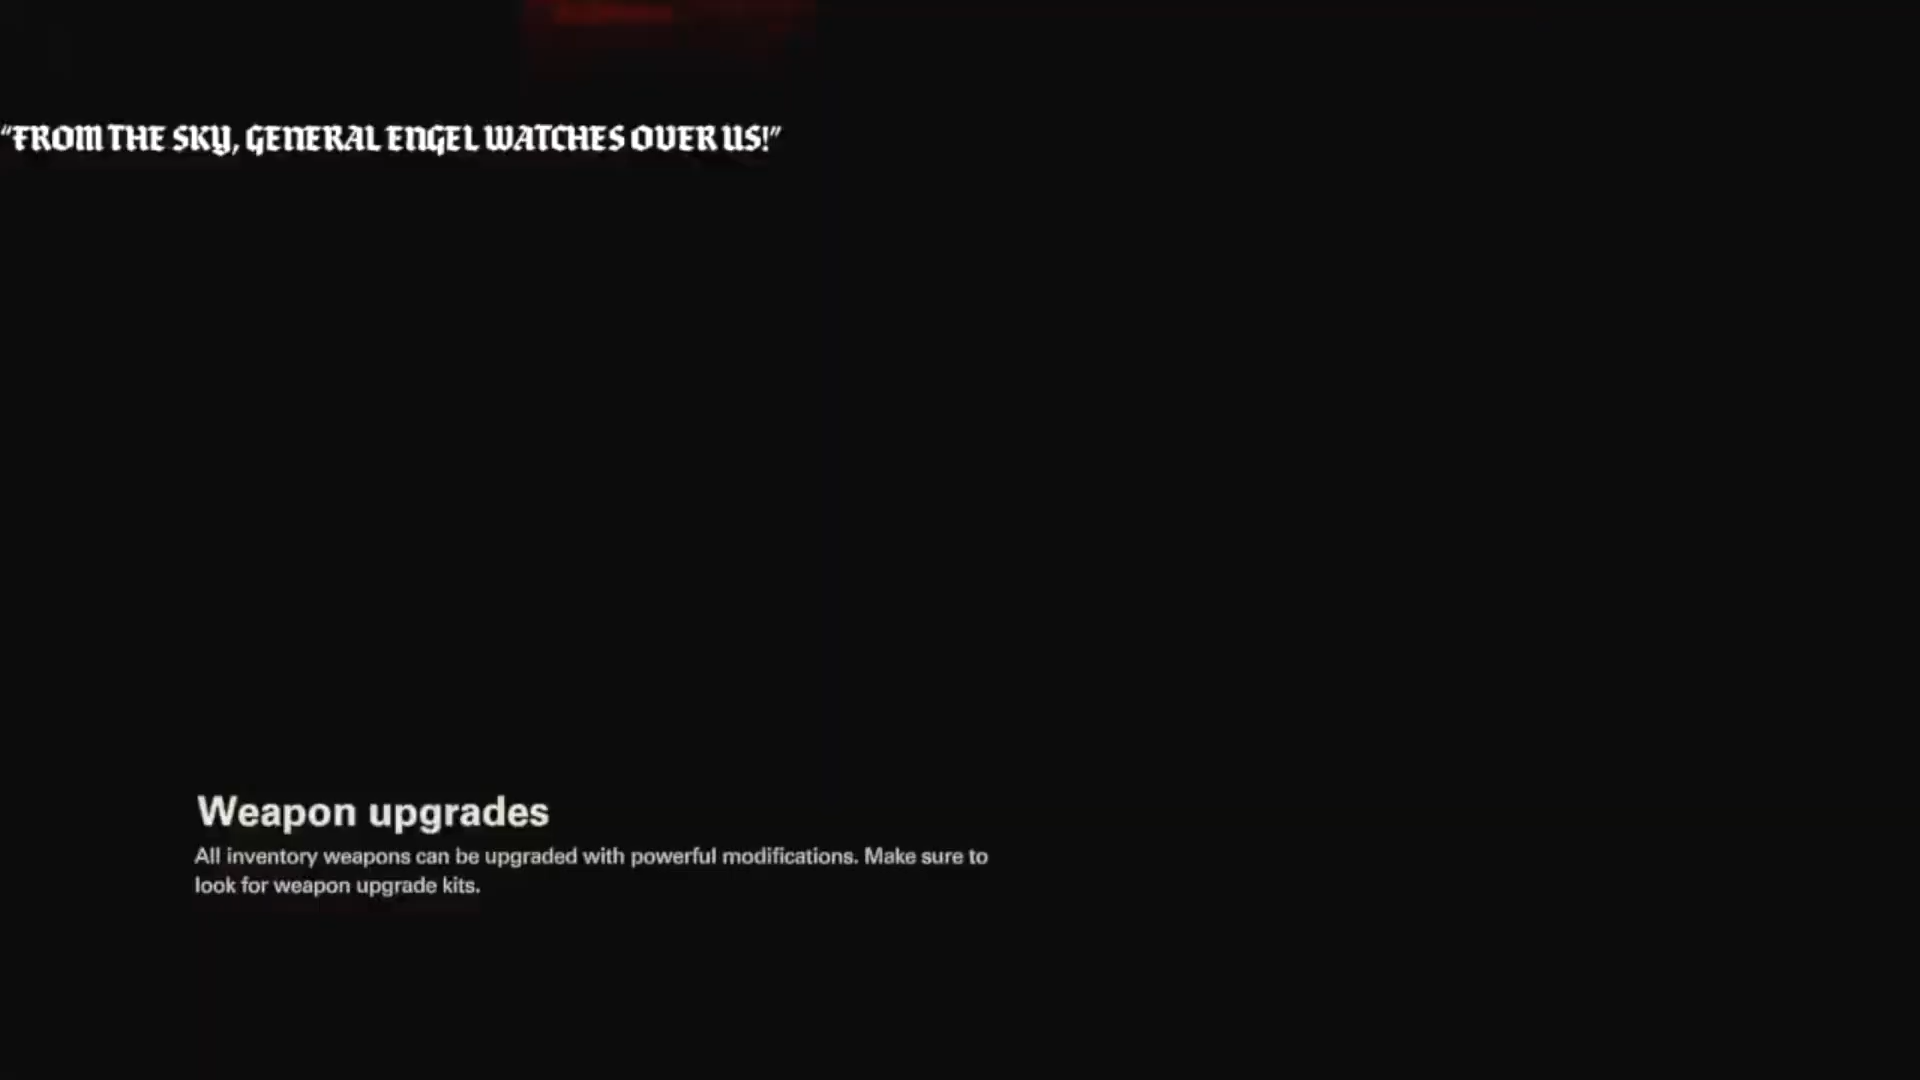 “FROM THE SKY, GENERAL ENGEL WATCHES OVER US!”
Weapon upgrades
All inventory weapons can be upgraded with powerful modifications. Make sure to
look for weapon upgrade kits.